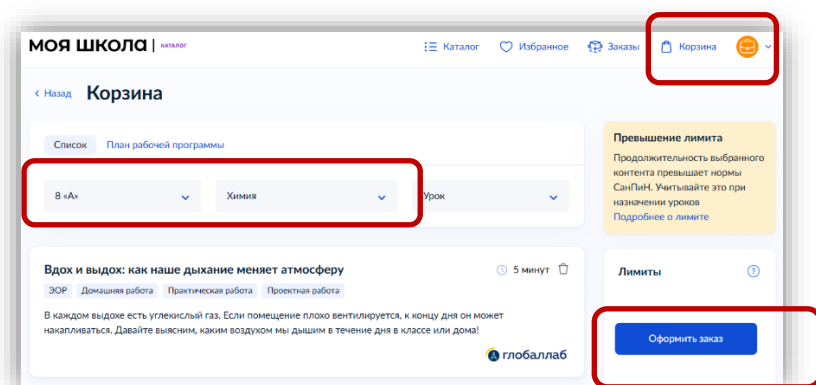 МОЯ ШКОЛА | КАТАЛОГ
Каталог
Избранное
Заказы
Корзина
‹ Назад
Корзина
Список
План рабочей программы
8 «А»
Химия
Урок
Превышение лимита
Продолжительность выбранного
контента превышает нормы
СанПиН. Учитывайте это при
назначении уроков
Подробнее о лимите
Вдох и выдох: как наше дыхание меняет атмосферу
5 минут
ЭОР
Домашняя работа
Практическая работа
Проектная работа
В каждом выдохе есть углекислый газ. Если помещение плохо вентилируется, к концу дня он может
накапливаться. Давайте выясним, каким воздухом мы дышим в течение дня в классе или дома!
глобаллаб
Лимиты
?
Оформить заказ